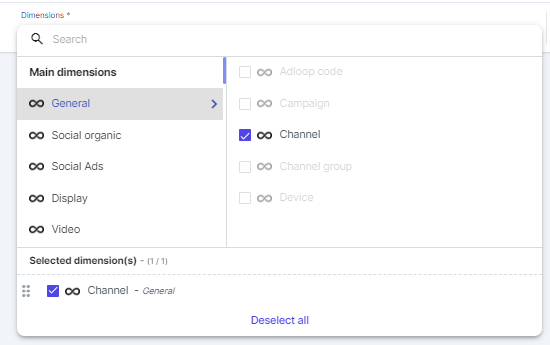 Dimensions *
Search
Main dimensions
General
Social organic
Social Ads
Display
Video
Adloop code
Campaign
Channel
Channel group
Device
Selected dimension(s) - (1 / 1)
Channel - General
Deselect all